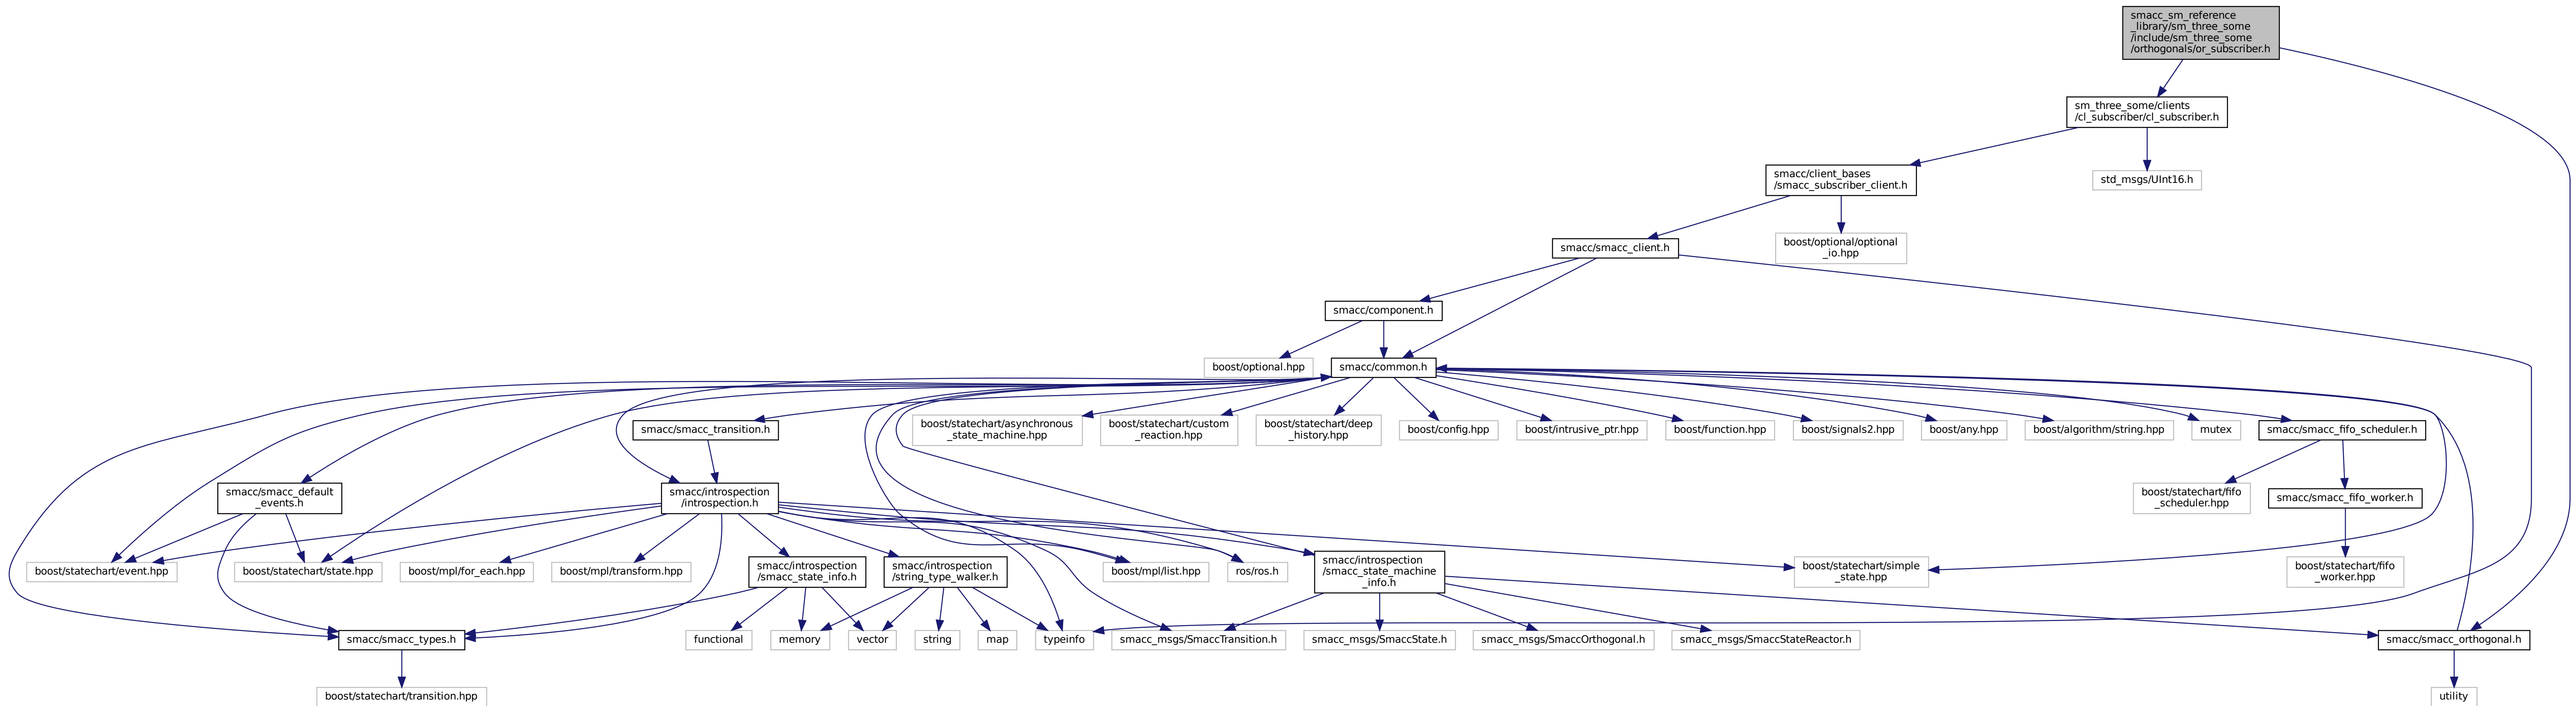 smacc_sm_reference
_library/sm_three_some
/include/sm_three_some
/orthogonals/or_subscriber.h
sm_three_some/clients
/cl_subscriber/cl_subscriber.h
smacc/client_bases
/smacc_subscriber_client.h
std_msgs/UInt16.h
smacc/smacc_client.h
boost/optional/optional
_io.hpp
smacc/component.h
boost/optional.hpp
smacc/common.h
smacc/smacc_transition.h
boost/statechart/asynchronous
_state_machine.hpp
boost/statechart/custom
_reaction.hpp
boost/statechart/deep
_history.hpp
boost/config.hpp
boost/intrusive_ptr.hpp
boost/function.hpp
boost/signals2.hpp
boost/any.hpp
boost/algorithm/string.hpp
mutex
smacc/smacc_fifo_scheduler.h
smacc/smacc_default
_events.h
smacc/introspection
/introspection.h
boost/statechart/fifo
_scheduler.hpp
smacc/smacc_fifo_worker.h
boost/statechart/event.hpp
boost/statechart/state.hpp
boost/mpl/for_each.hpp
boost/mpl/transform.hpp
smacc/introspection
/smacc_state_info.h
smacc/introspection
/string_type_walker.h
boost/mpl/list.hpp
ros/ros.h
smacc/introspection
/smacc_state_machine
_info.h
boost/statechart/simple
_state.hpp
boost/statechart/fifo
_worker.hpp
smacc/smacc_types.h
functional
memory
vector
string
map
typeinfo
smacc_msgs/SmaccTransition.h
smacc_msgs/SmaccState.h
smacc_msgs/SmaccOrthogonal.h
smacc_msgs/SmaccStateReactor.h
smacc/smacc_orthogonal.h
boost/statechart/transition.hpp
utility